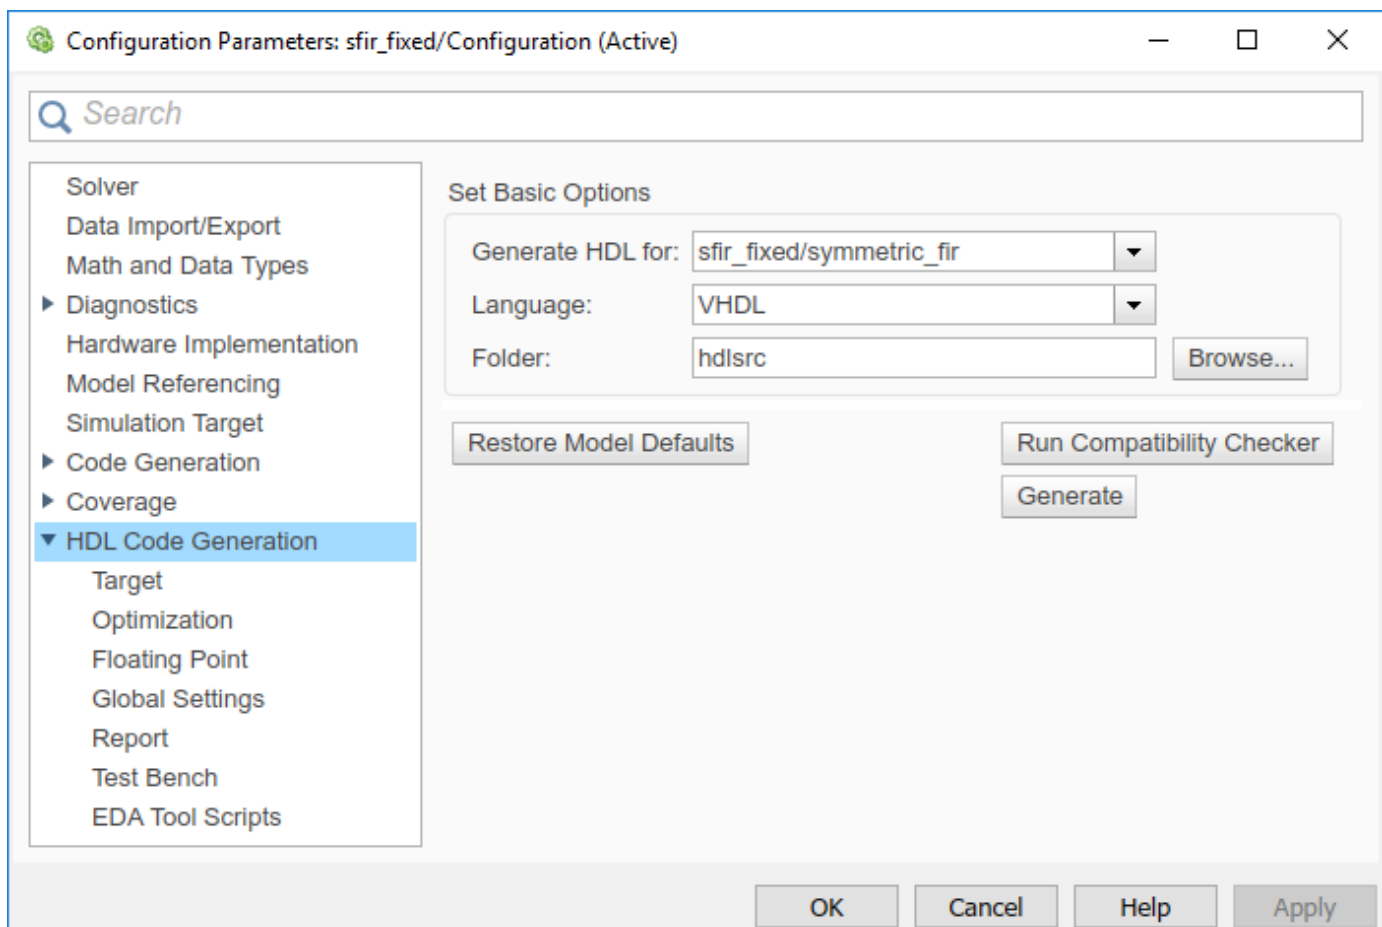 Configuration Parameters: sfir_fixed/Configuration (Active)
Search
Solver
Data Import/Export
Math and Data Types
Diagnostics
Hardware Implementation
Model Referencing
Simulation Target
Code Generation
Coverage
HDL Code Generation
Target
Optimization
Floating Point
Global Settings
Report
Test Bench
EDA Tool Scripts
Set Basic Options
Generate HDL for: sfir_fixed/symmetric_fir
Language: VHDL
Folder: hdlsrc Browse...
Restore Model Defaults Run Compatibility Checker
Generate
OK Cancel Help Apply